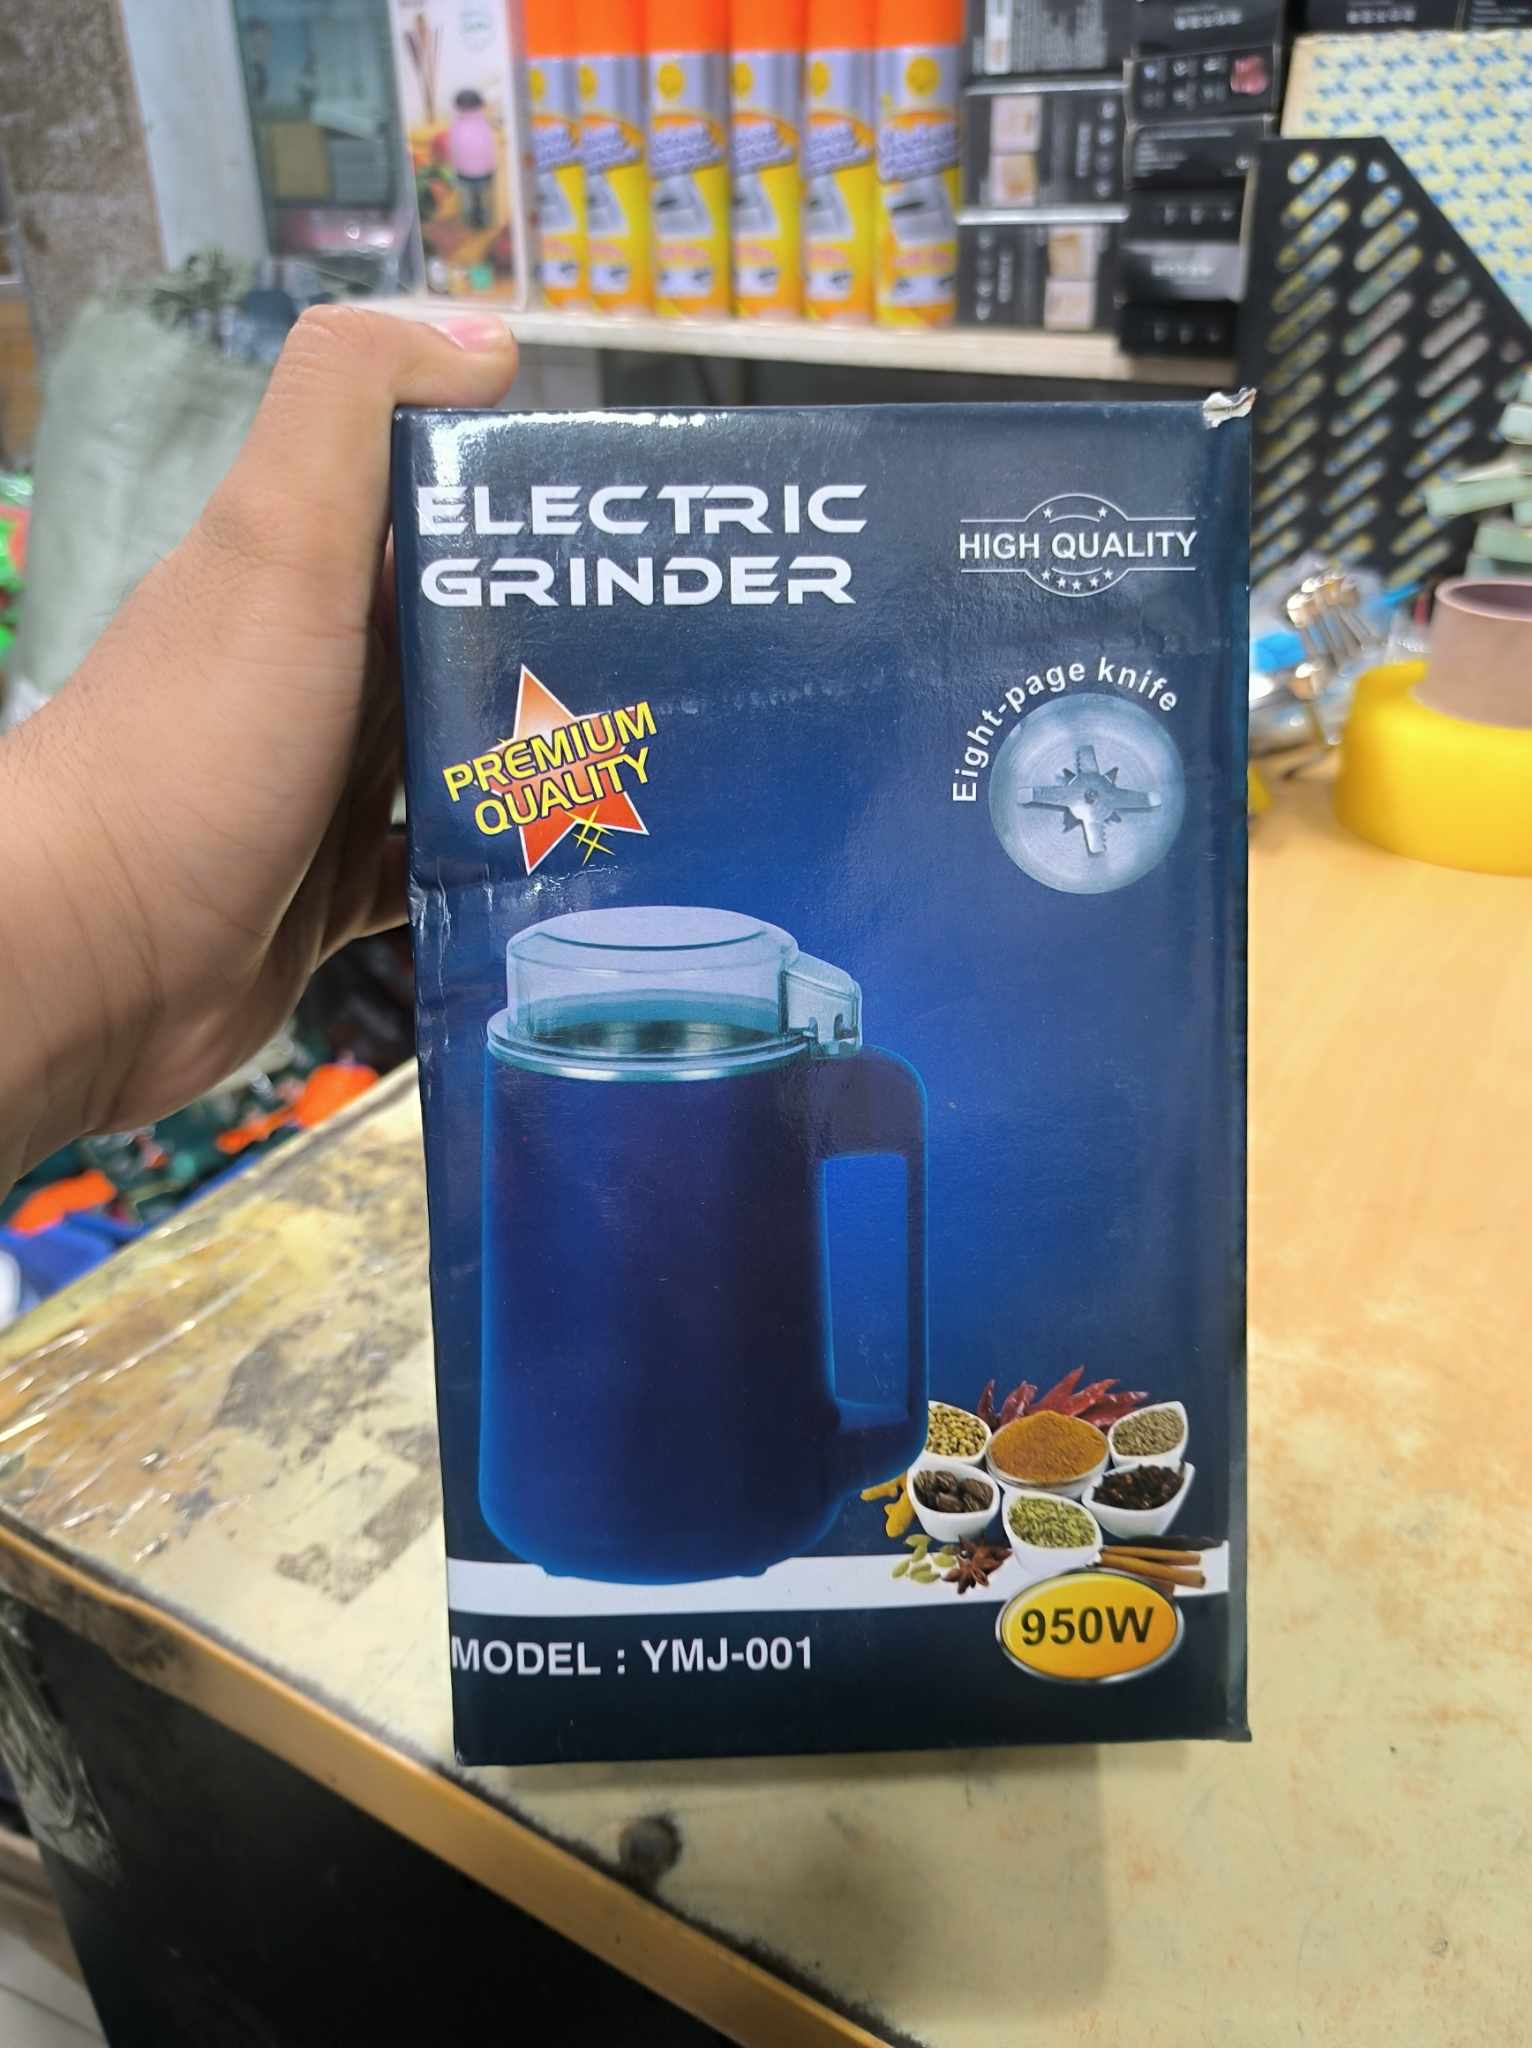 ELECTRIC
GRINDER
HIGH QUALITY
Eight-page knife
PREMIUM
QUALITY
MODEL : YMJ-001
950W